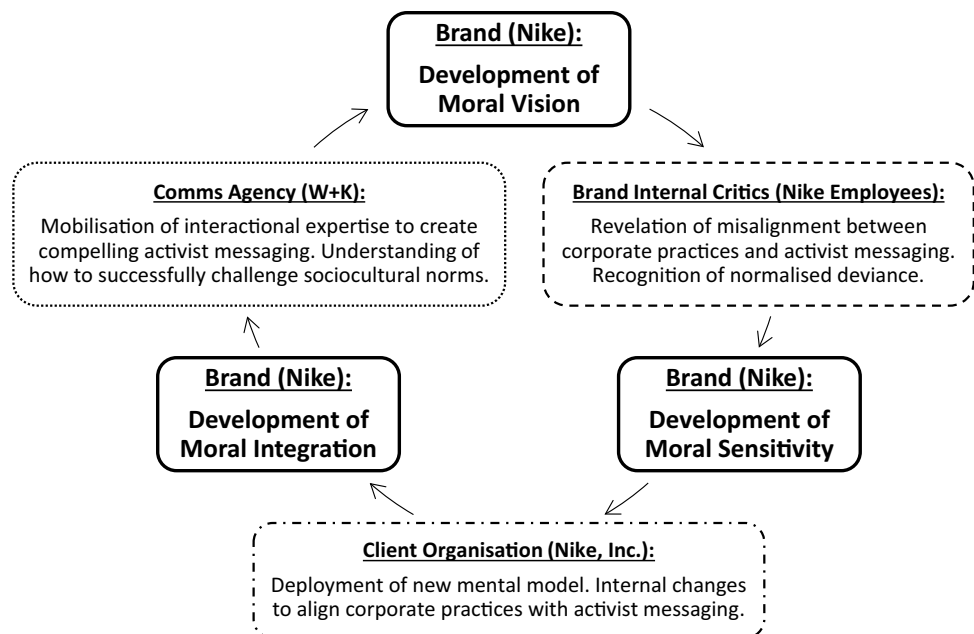 Brand (Nike):
Development of
Moral Vision
Comms Agency (W+K):
Mobilisation of interactional expertise to create
compelling activist messaging. Understanding of
how to successfully challenge sociocultural norms.
Brand Internal Critics (Nike Employees):
Revelation of misalignment between
corporate practices and activist messaging.
Recognition of normalised deviance.
Brand (Nike):
Development of
Moral Integration
Brand (Nike):
Development of
Moral Sensitivity
Client Organisation (Nike, Inc.):
Deployment of new mental model. Internal changes
to align corporate practices with activist messaging.